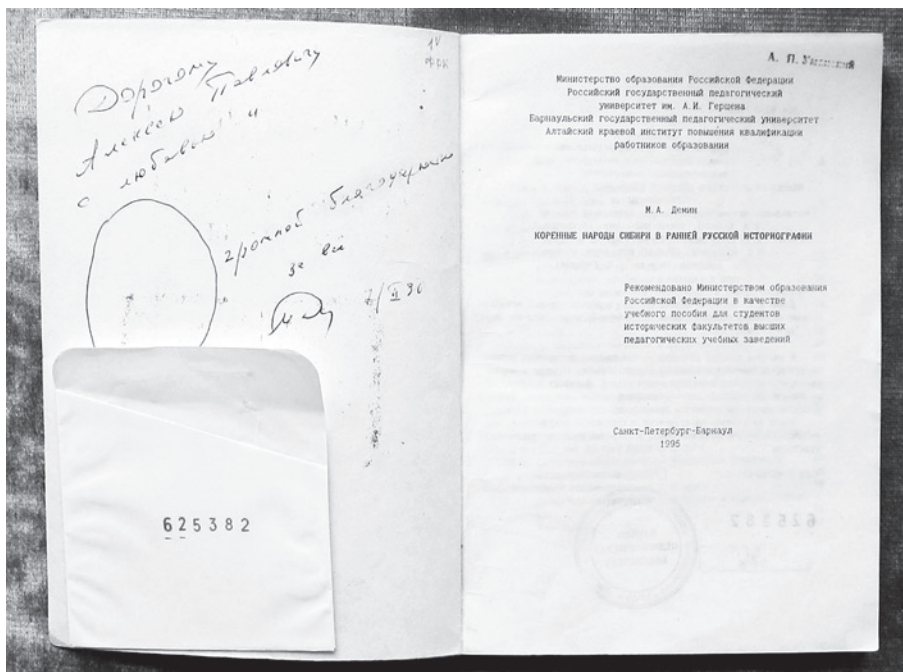 Дорогому
Алексею Павловичу
с любовью и
огромной благодарностью
за всё
7/II 96
625382
А. П.
Министерство образования Российской Федерации
Российский государственный педагогический
университет им. А.И. Герцена
Барнаульский государственный педагогический университет
Алтайский краевой институт повышения квалификации
работников образования
М.А. Демин
КОРЕННЫЕ НАРОДЫ СИБИРИ В РАННЕЙ РУССКОЙ ИСТОРИОГРАФИИ
Рекомендовано Министерством образования
Российской Федерации в качестве
учебного пособия для студентов
исторических факультетов высших
педагогических учебных заведений
Санкт-Петербург-Барнаул
1995